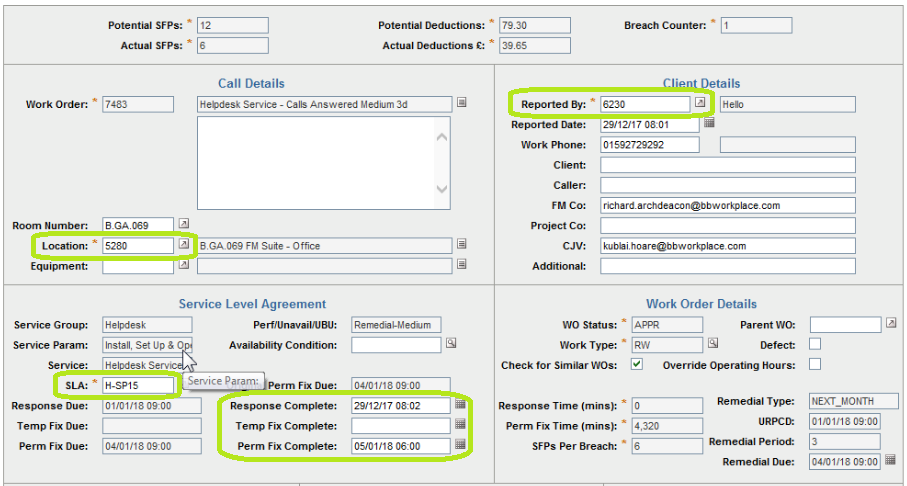 Potential SFPs: * 12 Potential Deductions: * 79.30 Breach Counter: * 1
Actual SFPs: * 6 Actual Deductions £: * 39.65
Call Details
Work Order: * 7483 Helpdesk Service - Calls Answered Medium 3d
Room Number: B.GA.069
Location: * 5280 B.GA.069 FM Suite - Office
Equipment:
Client Details
Reported By: * 6230 Hello
Reported Date: 29/12/17 08:01
Work Phone: 01592729292
Client:
Caller:
FM Co: richard.archdeacon@bbworkplace.com
Project Co:
CJV: kublai.hoare@bbworkplace.com
Additional:
Service Level Agreement
Service Group: Helpdesk Perf/Unavail/UBU: Remedial-Medium
Service Param: Install, Set Up & Ope Availability Condition:
Service: Helpdesk Service
SLA: * H-SP15 Service Param: Perm Fix Due: 04/01/18 09:00
Response Due: 01/01/18 09:00 Response Complete: 29/12/17 08:02
Temp Fix Due: Temp Fix Complete:
Perm Fix Due: 04/01/18 09:00 Perm Fix Complete: 05/01/18 06:00
Work Order Details
WO Status: * APPR Parent WO:
Work Type: * RW Defect:
Check for Similar WOs: Override Operating Hours:
Response Time (mins): * 0 Remedial Type: NEXT_MONTH
Perm Fix Time (mins): * 4,320 URPCD: 01/01/18 09:00
SFPs Per Breach: * 6 Remedial Period: 3
Remedial Due: 04/01/18 09:00